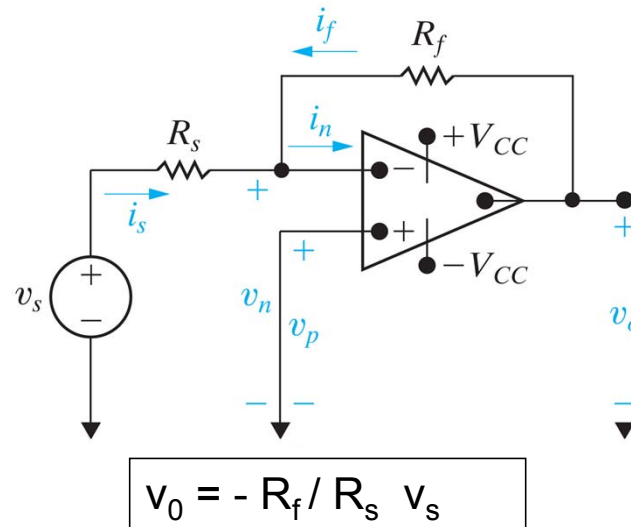 i_f
R_f
R_s
i_n
+V_CC
−
+
i_s
+
+
+
−V_CC
+
v_s
−
v_n
v_p
− −
−
v_0 = - R_f / R_s v_s